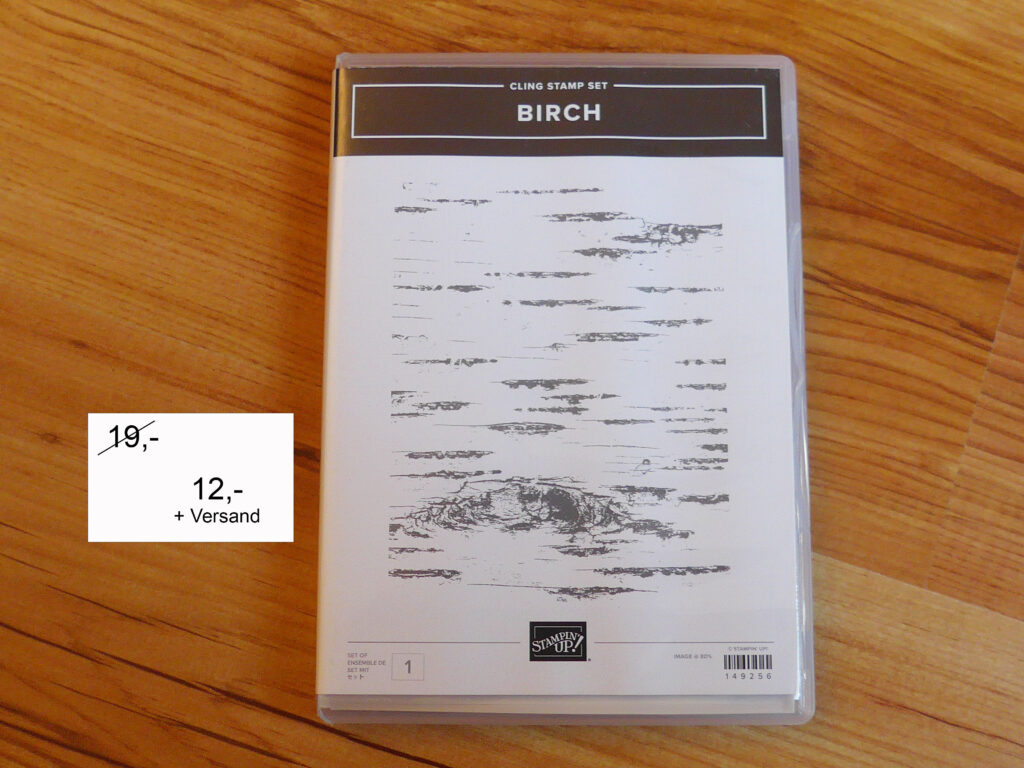 CLING STAMP SET
BIRCH
19,-
12,-
+ Versand
STAMPIN' UP!
SET OF
ENSEMBLE DE
SET MIT
セット
1
IMAGE @ 80%
© STAMPIN' UP!
149256